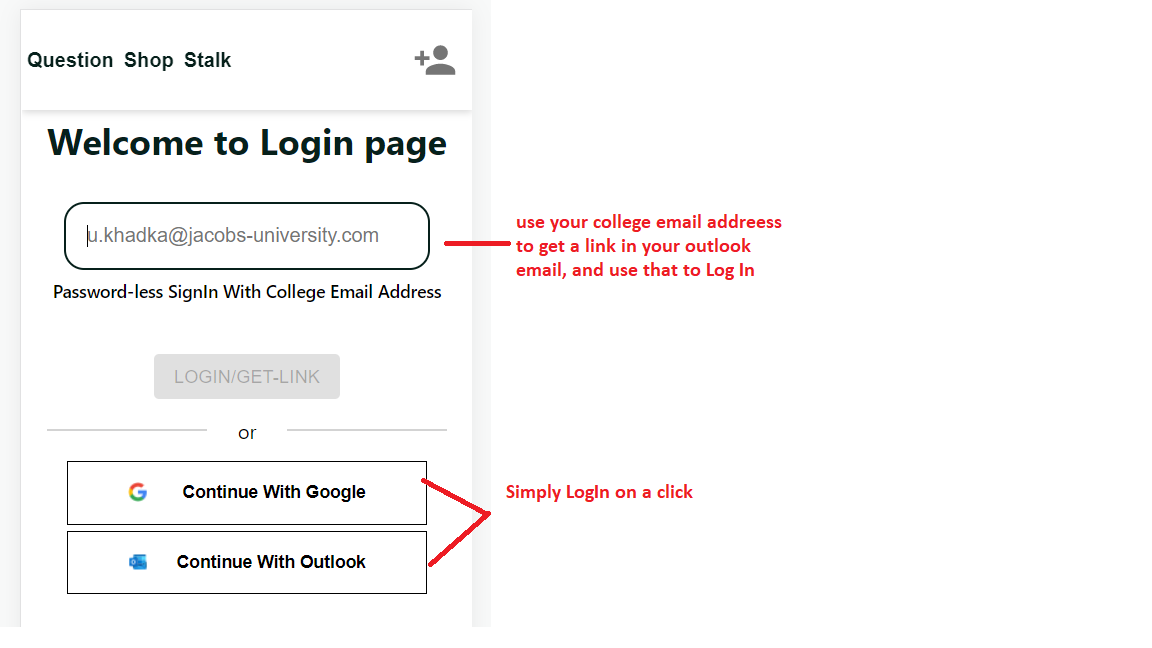 Question Shop Stalk
Welcome to Login page
u.khadka@jacobs-university.com
Password-less SignIn With College Email Address
use your college email addreess
to get a link in your outlook
email, and use that to Log In
LOGIN/GET-LINK
or
Continue With Google
Simply LogIn on a click
Continue With Outlook